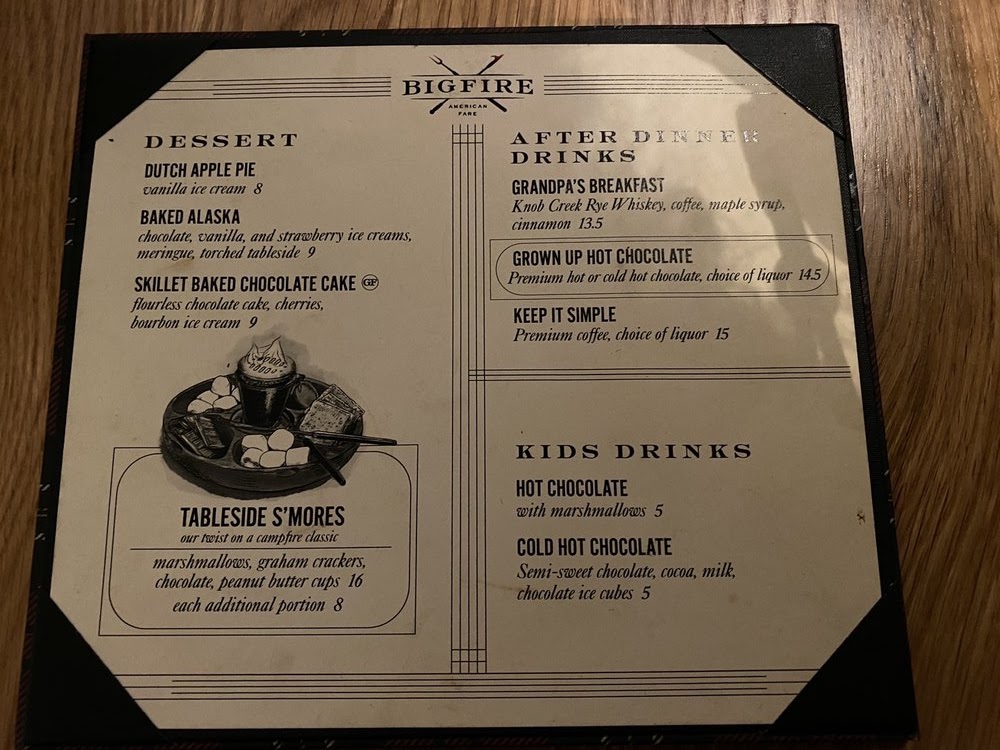 BIGFIRE
AMERICAN
FARE
DESSERT
DUTCH APPLE PIE
vanilla ice cream 8
BAKED ALASKA
chocolate, vanilla, and strawberry ice creams,
meringue, torched tableside 9
SKILLET BAKED CHOCOLATE CAKE GF
flourless chocolate cake, cherries,
bourbon ice cream 9
TABLESIDE S'MORES
our twist on a campfire classic
marshmallows, graham crackers,
chocolate, peanut butter cups 16
each additional portion 8
AFTER DINNER
DRINKS
GRANDPA'S BREAKFAST
Knob Creek Rye Whiskey, coffee, maple syrup,
cinnamon 13.5
GROWN UP HOT CHOCOLATE
Premium hot or cold hot chocolate, choice of liquor 14.5
KEEP IT SIMPLE
Premium coffee, choice of liquor 15
KIDS DRINKS
HOT CHOCOLATE
with marshmallows 5
COLD HOT CHOCOLATE
Semi-sweet chocolate, cocoa, milk,
chocolate ice cubes 5